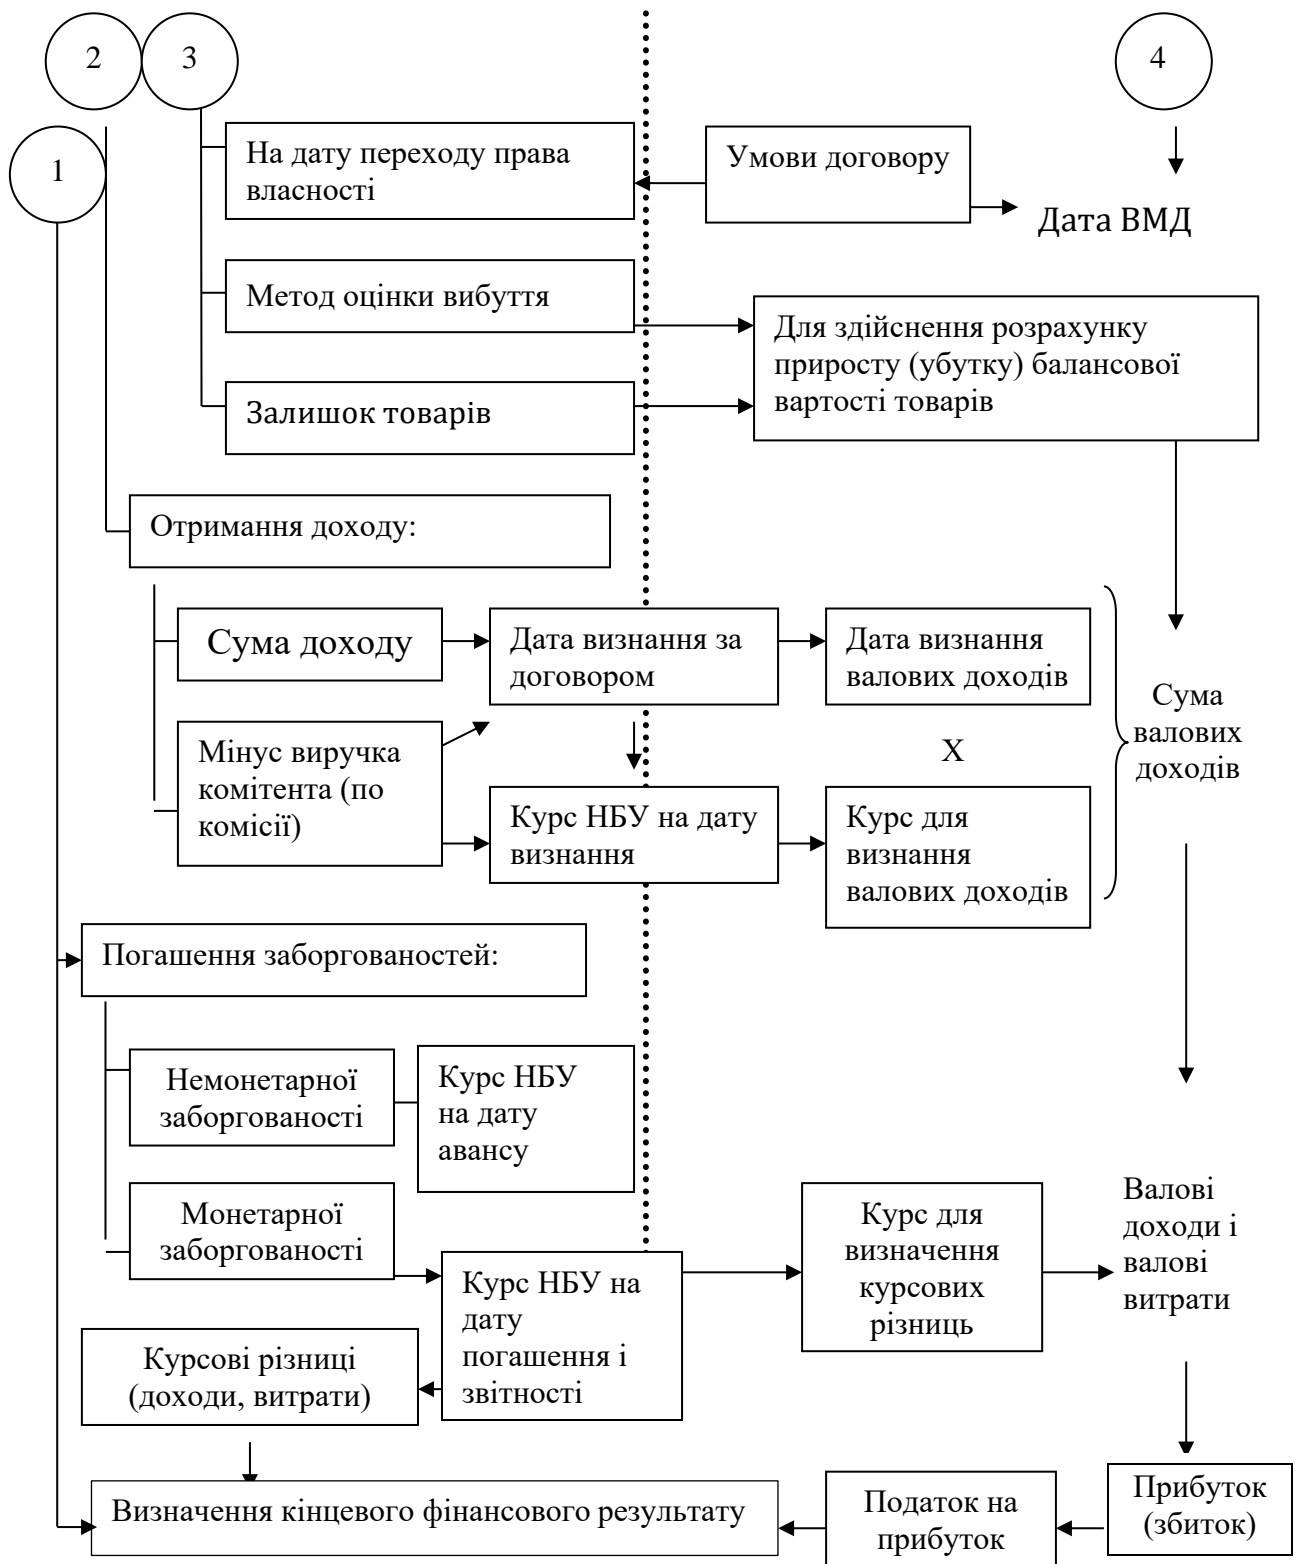 2
3
4
1
На дату переходу права
власності
Умови договору
Дата ВМД
Метод оцінки вибуття
Для здійснення розрахунку
приросту (убутку) балансової
вартості товарів
Залишок товарів
Отримання доходу:
Сума доходу
Дата визнання за
договором
Дата визнання
валових доходів
Сума
валових
доходів
Мінус виручка
комітента (по
комісії)
Х
Курс НБУ на дату
визнання
Курс для
визнання
валових доходів
Погашення заборгованостей:
Немонетарної
заборгованості
Курс НБУ
на дату
авансу
Монетарної
заборгованості
Курс НБУ на
дату
погашення і
звітності
Курс для
визначення
курсових
різниць
Валові
доходи і
валові
витрати
Курсові різниці
(доходи, витрати)
Визначення кінцевого фінансового результату
Податок на
прибуток
Прибуток
(збиток)